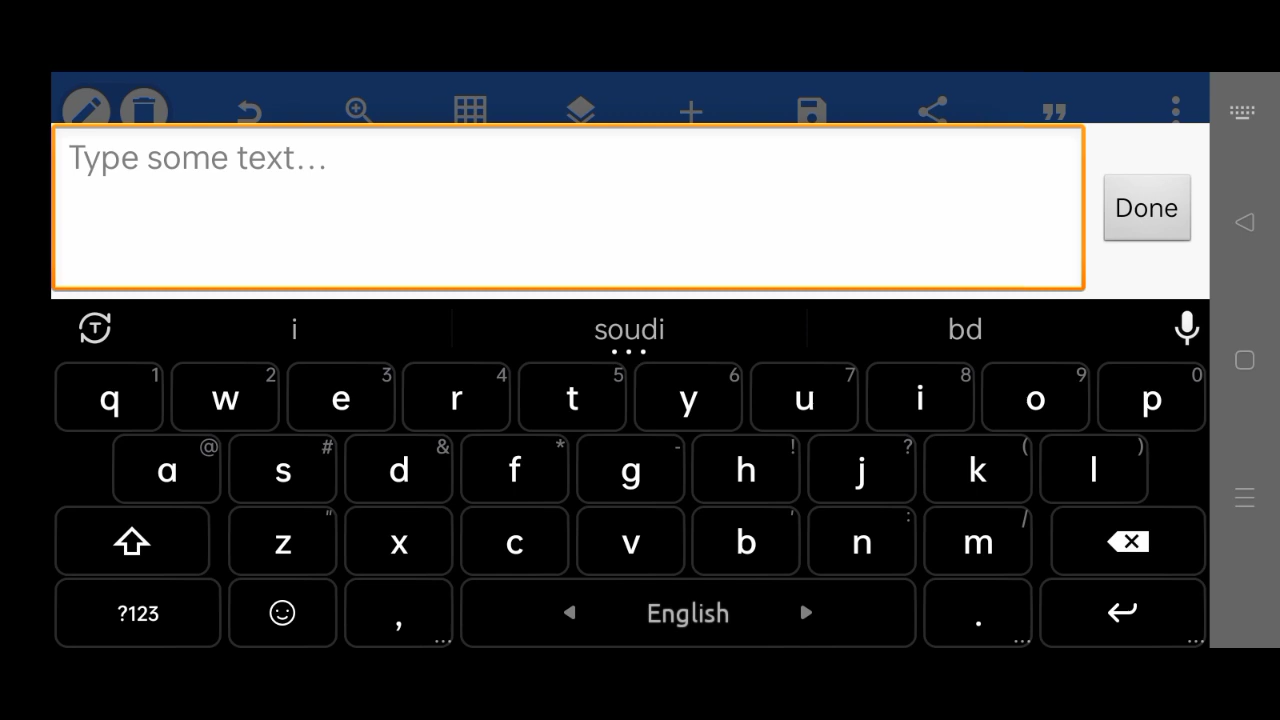 Type some text...
Done
i soudi bd
1 2 3 4 5 6 7 8 9 0
q w e r t y u i o p
@ # & * - ! ? ( )
a s d f g h j k l
" ' : /
z x c v b n m
?123 , English .